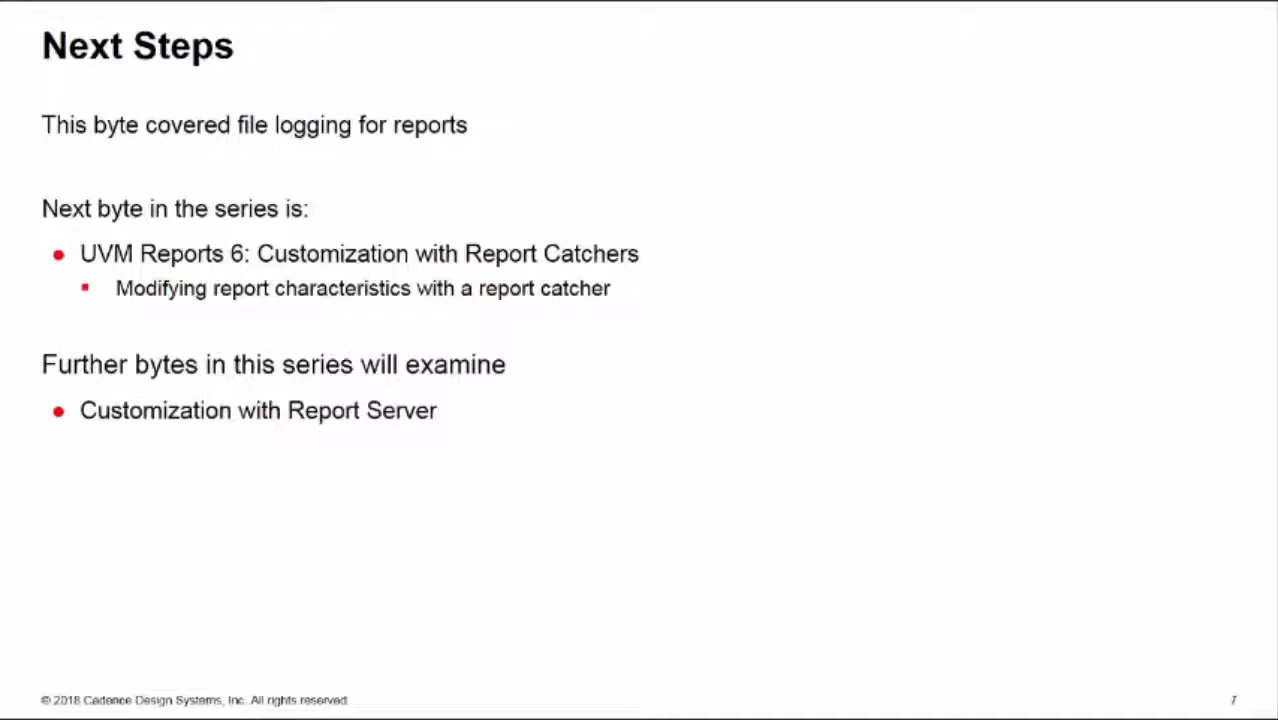 Next Steps
This byte covered file logging for reports
Next byte in the series is:
● UVM Reports 6: Customization with Report Catchers
▪ Modifying report characteristics with a report catcher
Further bytes in this series will examine
● Customization with Report Server
© 2018 Cadence Design Systems, Inc. All rights reserved
7